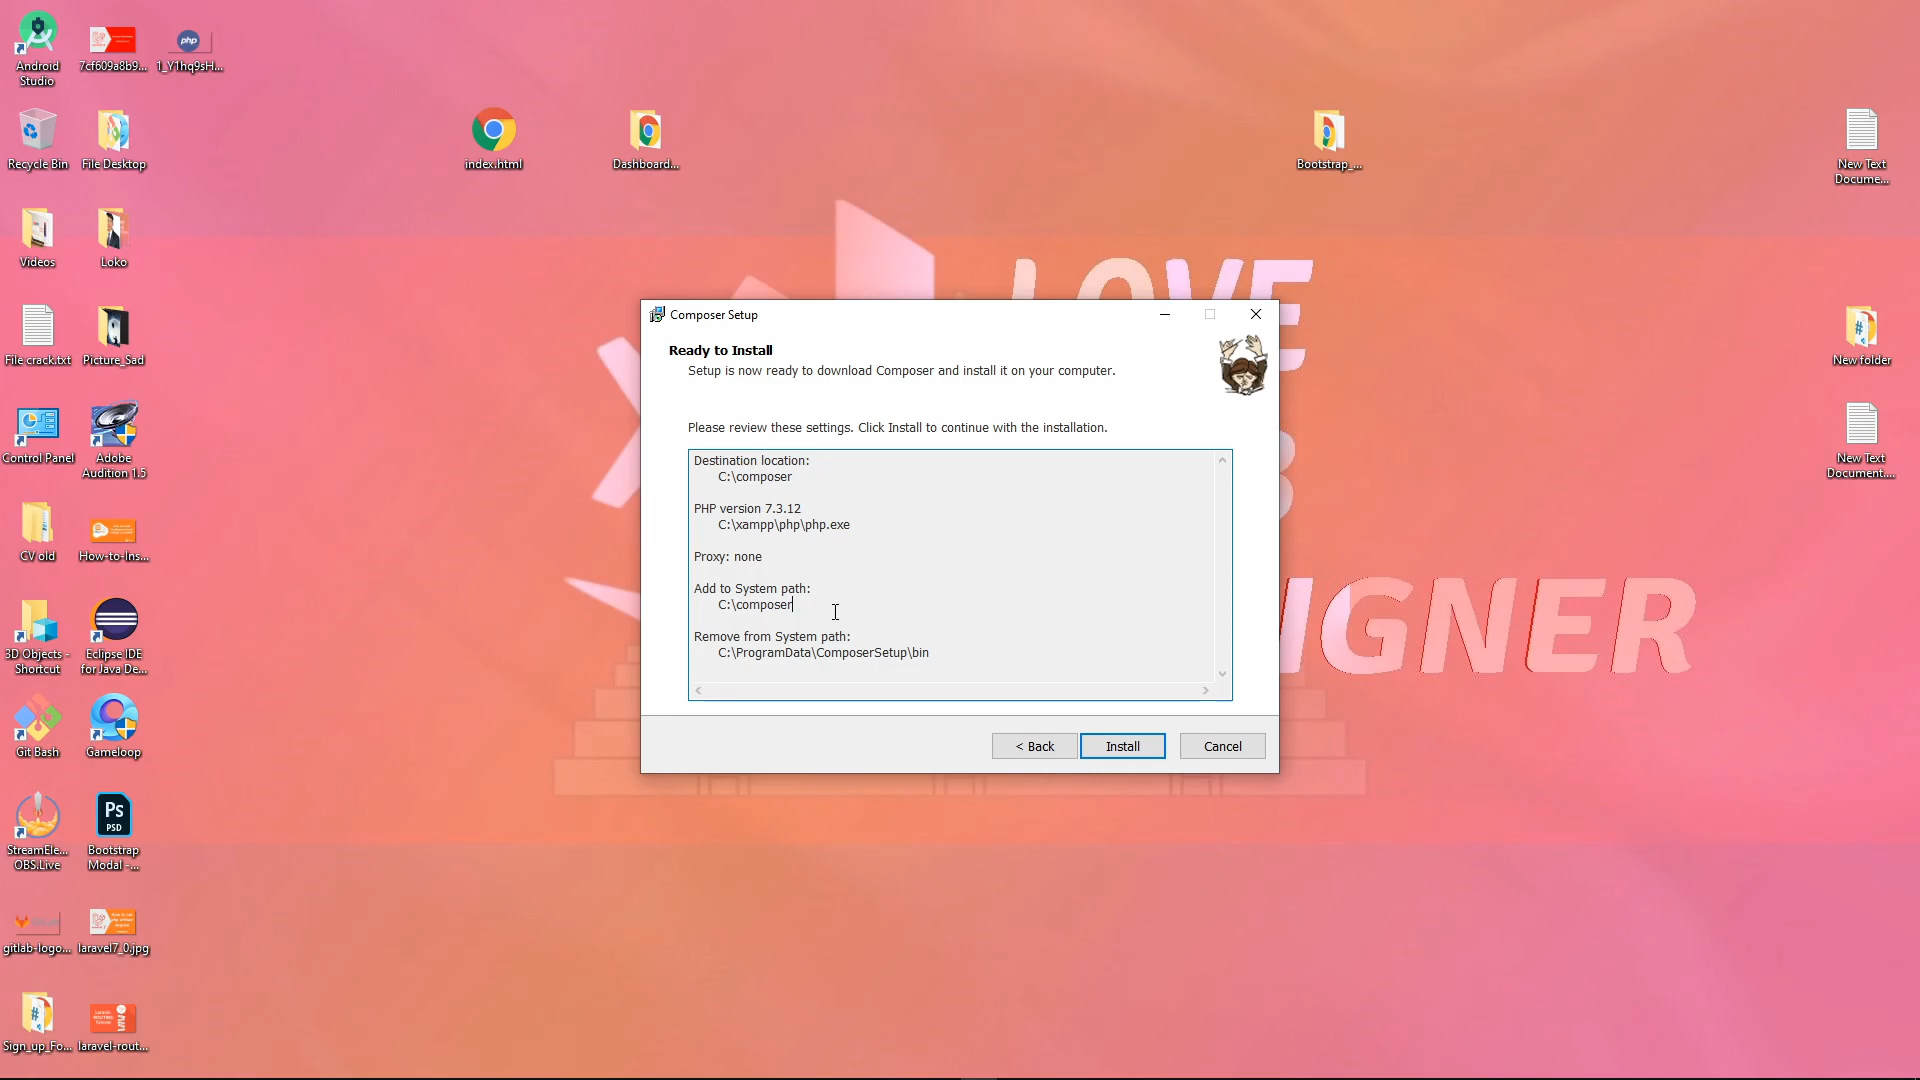 Android
Studio
7cf609a8b9...
php
1_Y1hq9sH...
Recycle Bin
File Desktop
index.html
Dashboard...
Bootstrap_...
New Text
Docume...
Videos
Loko
File crack.txt
Picture_Sad
New folder
Control Panel
Adobe
Audition 1.5
New Text
Document....
CV old
How-to-Ins...
3D Objects -
Shortcut
Eclipse IDE
for Java De...
Git Bash
Gameloop
StreamEle...
OBS.Live
Ps
PSD
Bootstrap
Modal -...
gitlab-logo...
laravel7_0.jpg
Sign_up_Fo...
laravel-rout...
LOVE
IGNER
Composer Setup
Ready to Install
Setup is now ready to download Composer and install it on your computer.
Please review these settings. Click Install to continue with the installation.
Destination location:
C:\composer
PHP version 7.3.12
C:\xampp\php\php.exe
Proxy: none
Add to System path:
C:\composer
Remove from System path:
C:\ProgramData\ComposerSetup\bin
< Back
Install
Cancel